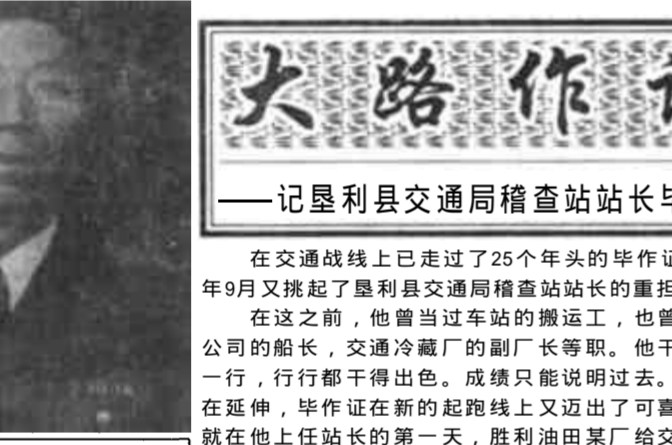 大路作证
——记垦利县交通局稽查站站长毕
在交通战线上已走过了25个年头的毕作证
年9月又挑起了垦利县交通局稽查站站长的重担
在这之前，他曾当过车站的搬运工，也曾
公司的船长，交通冷藏厂的副厂长等职。他干
一行，行行都干得出色。成绩只能说明过去。
在延伸，毕作证在新的起跑线上又迈出了可喜
就在他上任站长的第一天，胜利油田某厂给交